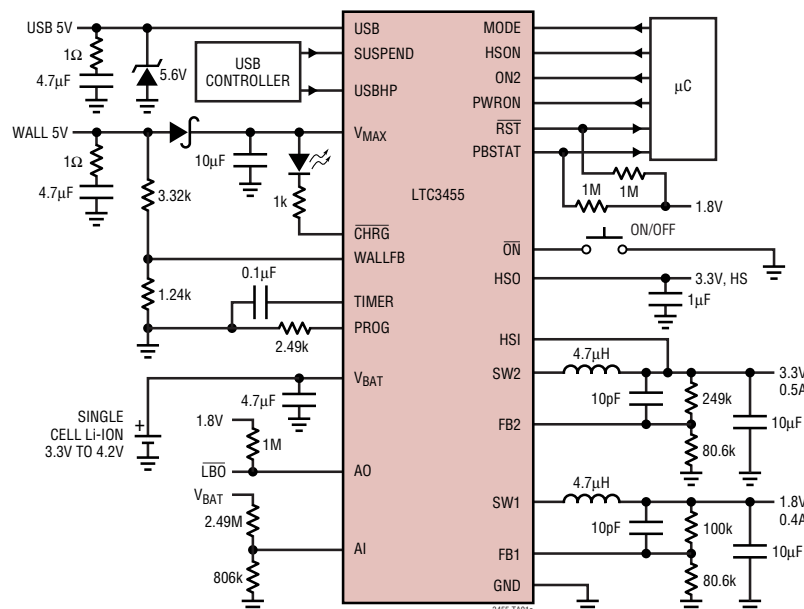 USB 5V
1Ω
4.7μF
5.6V
USB
CONTROLLER
WALL 5V
1Ω
4.7μF
3.32k
10μF
1k
1.24k
0.1μF
2.49k
SINGLE
CELL Li-ION
3.3V TO 4.2V
+
4.7μF
1.8V
1M
LBO
VBAT
2.49M
806k
USB
SUSPEND
USBHP
VMAX
CHRG
WALLFB
TIMER
PROG
VBAT
AO
AI
LTC3455
MODE
HSON
ON2
PWRON
RST
PBSTAT
ON
HSO
HSI
SW2
FB2
SW1
FB1
GND
μC
1M
1M
1.8V
ON/OFF
3.3V, HS
1μF
4.7μH
3.3V
0.5A
10pF
249k
10μF
80.6k
4.7μH
1.8V
0.4A
10pF
100k
10μF
80.6k
3455 TA01a